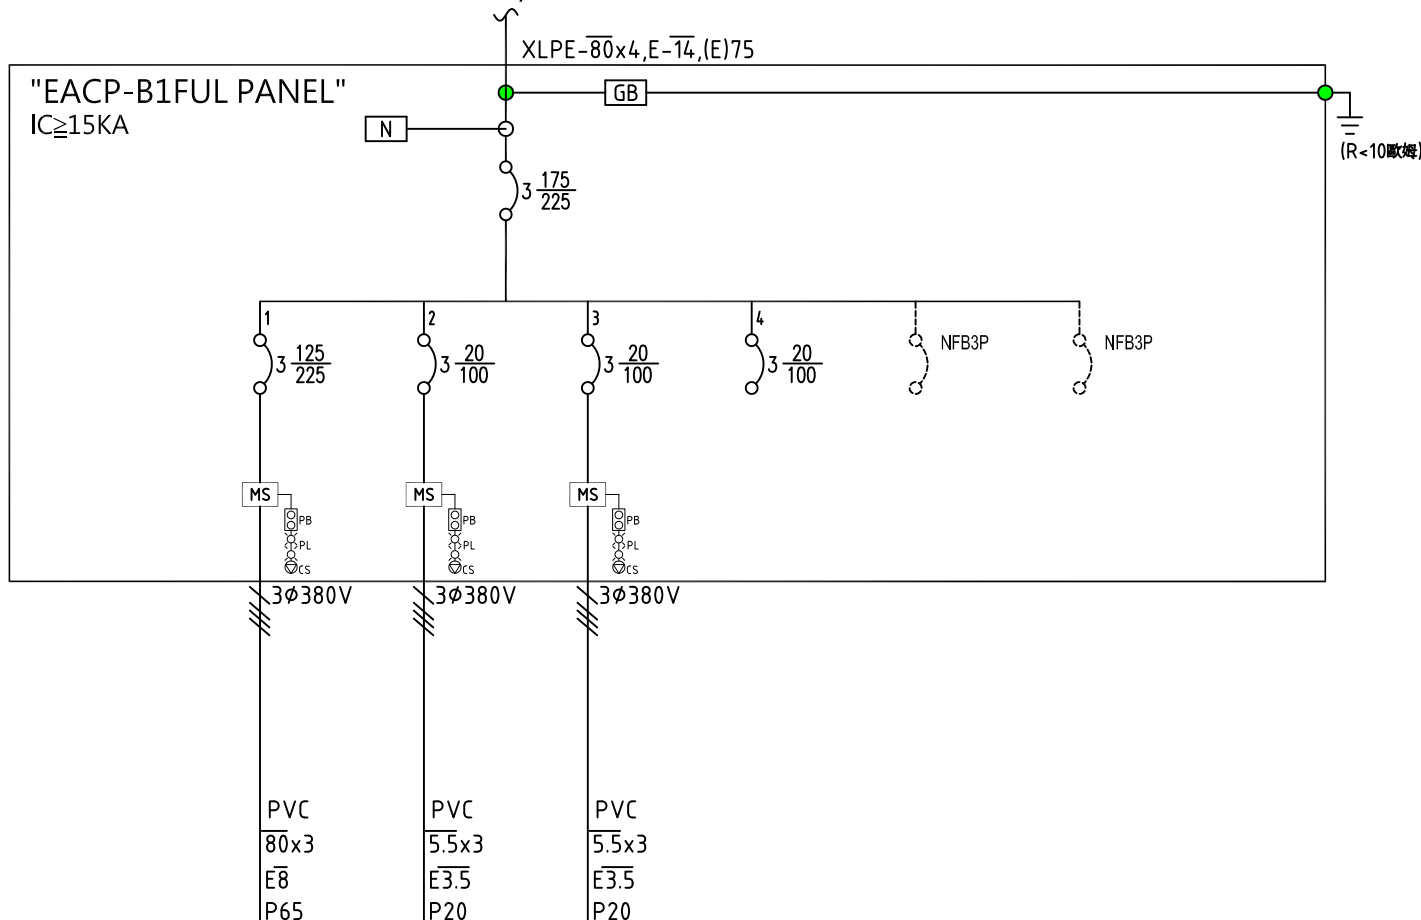 XLPE-80x4,E-14,(E)75
"EACP-B1FUL PANEL"
IC≧15KA
GB
N
(R<10歐姆)
3 175/225
1
2
3
4
3 125/225
3 20/100
3 20/100
3 20/100
NFB3P
NFB3P
MS
PB
PL
CS
MS
PB
PL
CS
MS
PB
PL
CS
3φ380V
3φ380V
3φ380V
PVC
80x3
E8
P65
PVC
5.5x3
E3.5
P20
PVC
5.5x3
E3.5
P20